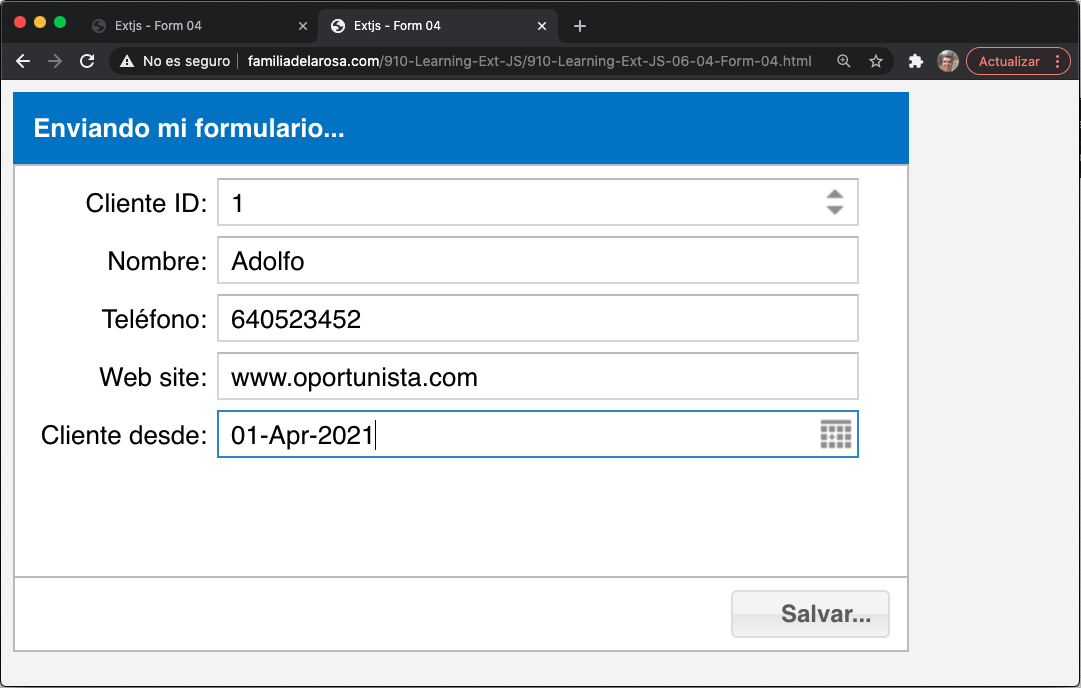 Extjs - Form 04
Extjs - Form 04
No es seguro familiadelarosa.com/910-Learning-Ext-JS/910-Learning-Ext-JS-06-04-Form-04.html
Actualizar
Enviando mi formulario...
Cliente ID: 1
Nombre: Adolfo
Teléfono: 640523452
Web site: www.oportunista.com
Cliente desde: 01-Apr-2021
Salvar...